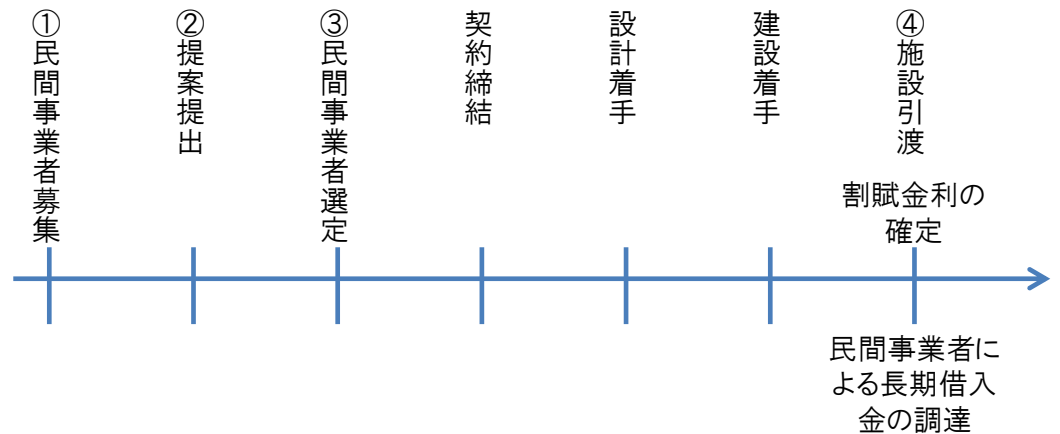 ①民間事業者募集
②提案提出
③民間事業者選定
契約締結
設計着手
建設着手
④施設引渡
割賦金利の
確定
民間事業者に
よる長期借入
金の調達